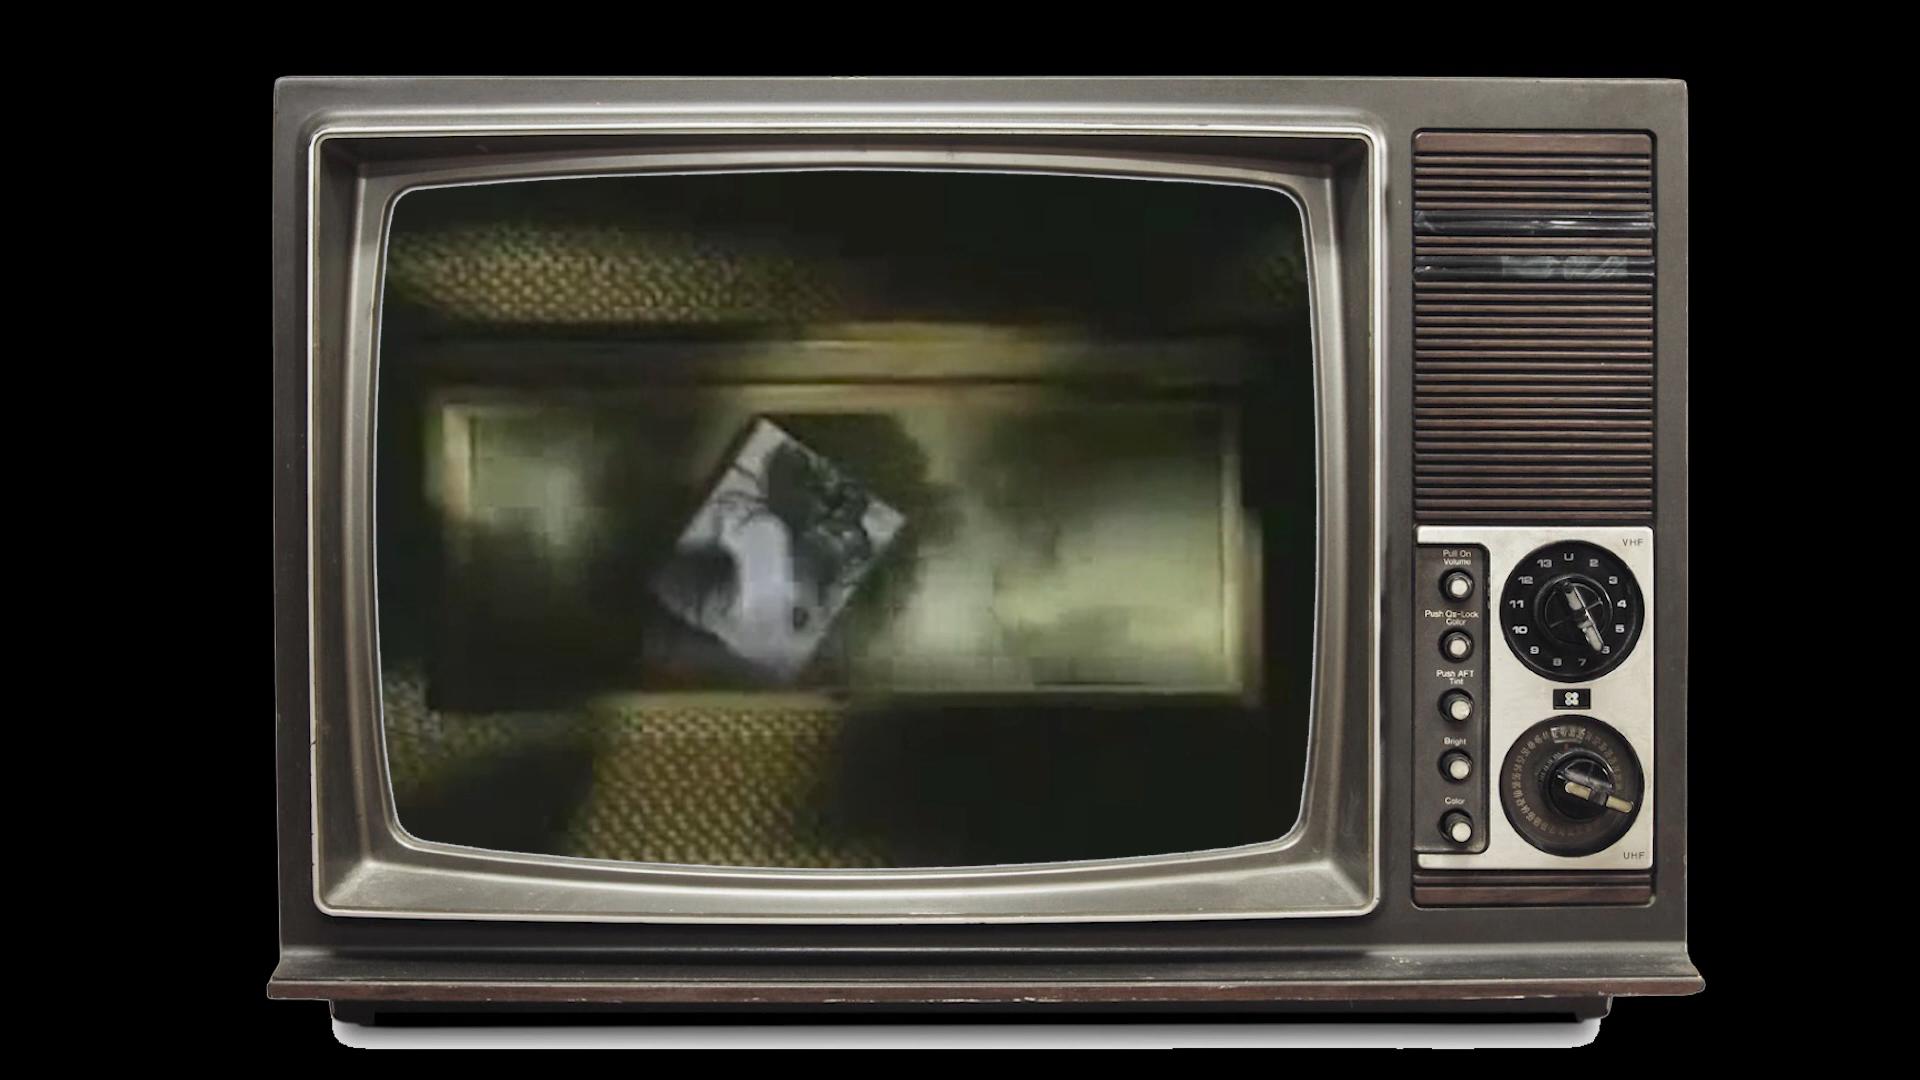 VHF
Pull On
Volume
Push On-Lock
Color
Push AFT
Tint
Bright
Color
U
2
3
4
5
6
7
8
9
10
11
12
13
UHF